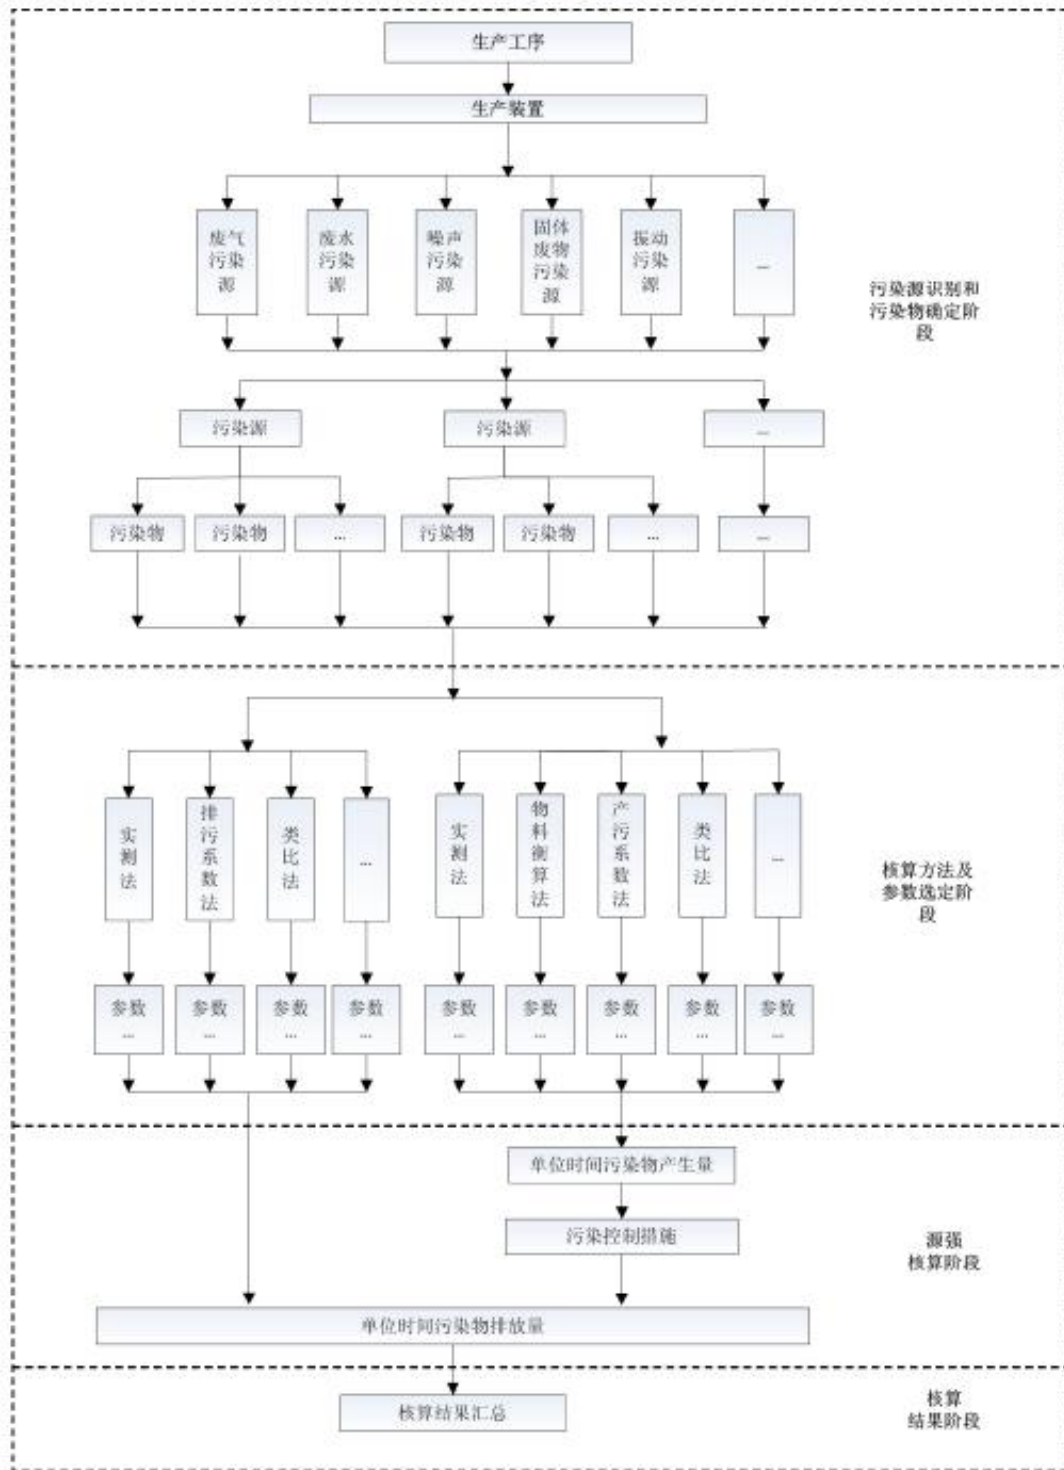 生产工序
生产装置
废气
污染
源
废水
污染
源
噪声
污染
源
固体
废物
污染
源
振动
污染
源
...
污染源识别和
污染物确定阶
段
污染源
污染源
...
污染物
污染物
...
污染物
污染物
...
...
实测法
排污系数法
类比法
...
实测法
物料衡算法
产污系数法
类比法
...
核算方法及
参数选定阶
段
参数
...
参数
...
参数
...
参数
...
参数
...
参数
...
参数
...
参数
...
参数
...
单位时间污染物产生量
污染控制措施
源强
核算阶段
单位时间污染物排放量
核算结果汇总
核算
结果阶段